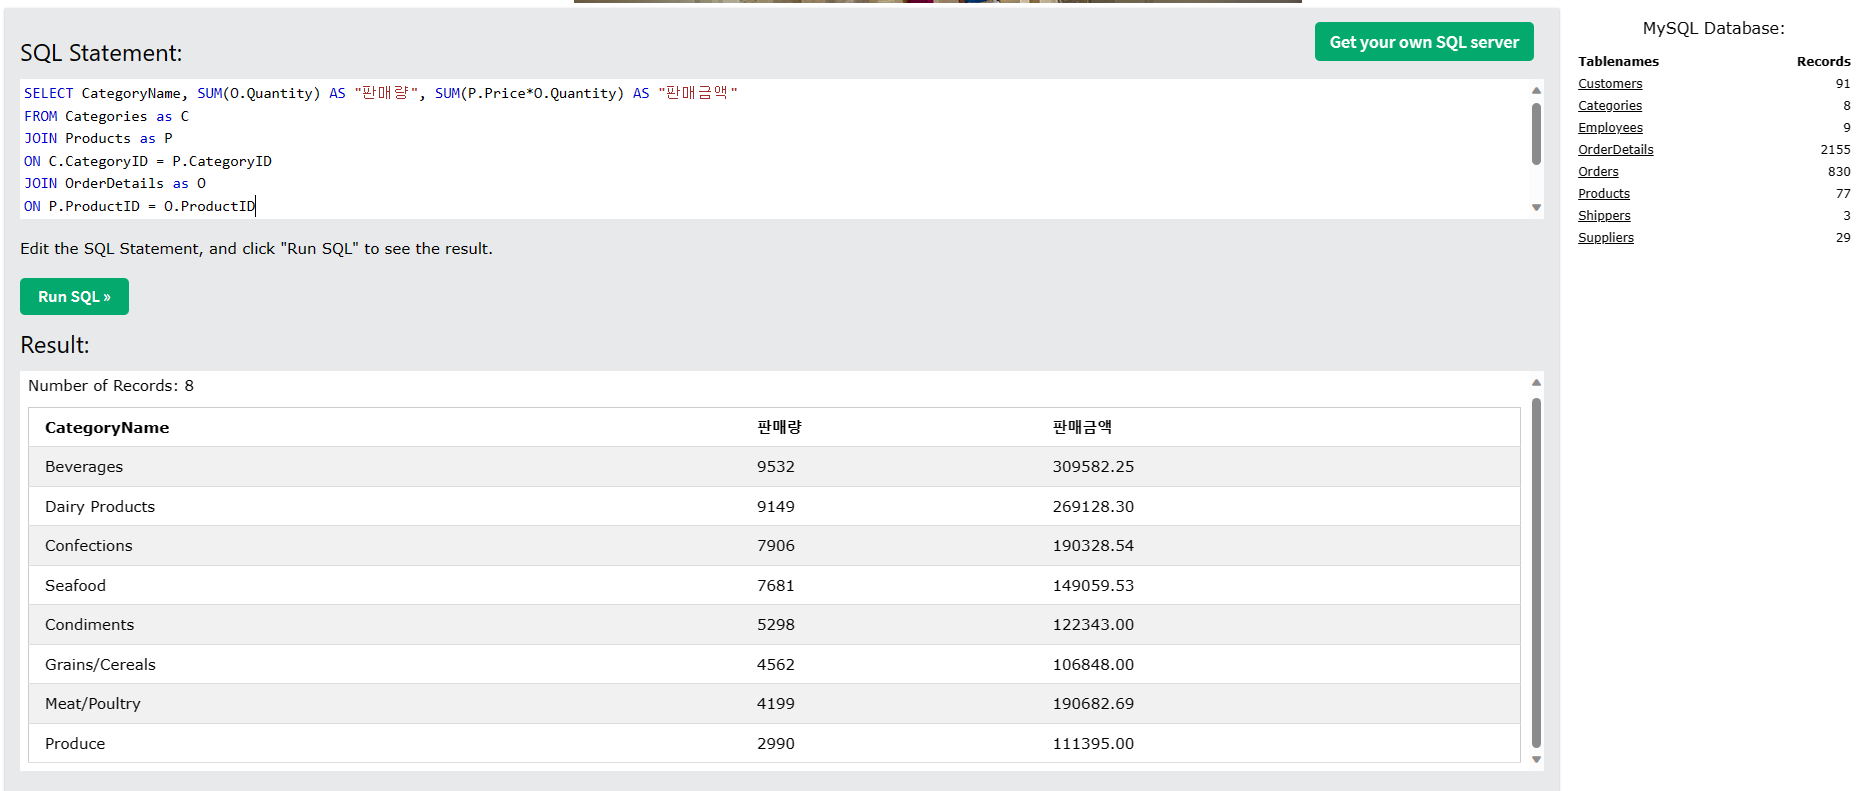 SQL Statement:
Get your own SQL server
SELECT CategoryName, SUM(O.Quantity) AS "판매량", SUM(P.Price*O.Quantity) AS "판매금액"
FROM Categories as C
JOIN Products as P
ON C.CategoryID = P.CategoryID
JOIN OrderDetails as O
ON P.ProductID = O.ProductID
Edit the SQL Statement, and click "Run SQL" to see the result.
Run SQL »
Result:
Number of Records: 8
CategoryName 판매량 판매금액
Beverages 9532 309582.25
Dairy Products 9149 269128.30
Confections 7906 190328.54
Seafood 7681 149059.53
Condiments 5298 122343.00
Grains/Cereals 4562 106848.00
Meat/Poultry 4199 190682.69
Produce 2990 111395.00
MySQL Database:
Tablenames Records
Customers 91
Categories 8
Employees 9
OrderDetails 2155
Orders 830
Products 77
Shippers 3
Suppliers 29